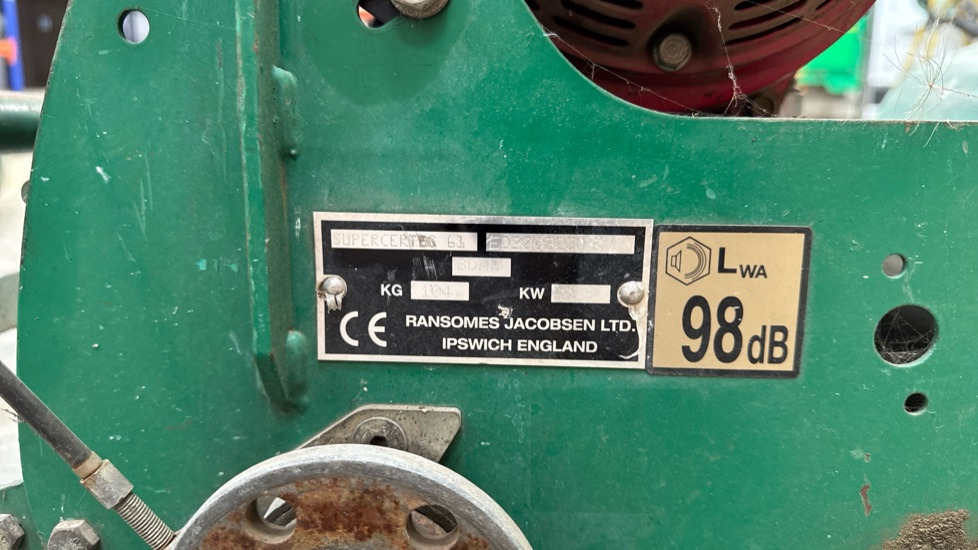 SUPERCERTES 61
KG 104 KW
CE RANSOMES JACOBSEN LTD.
IPSWICH ENGLAND
LWA
98dB